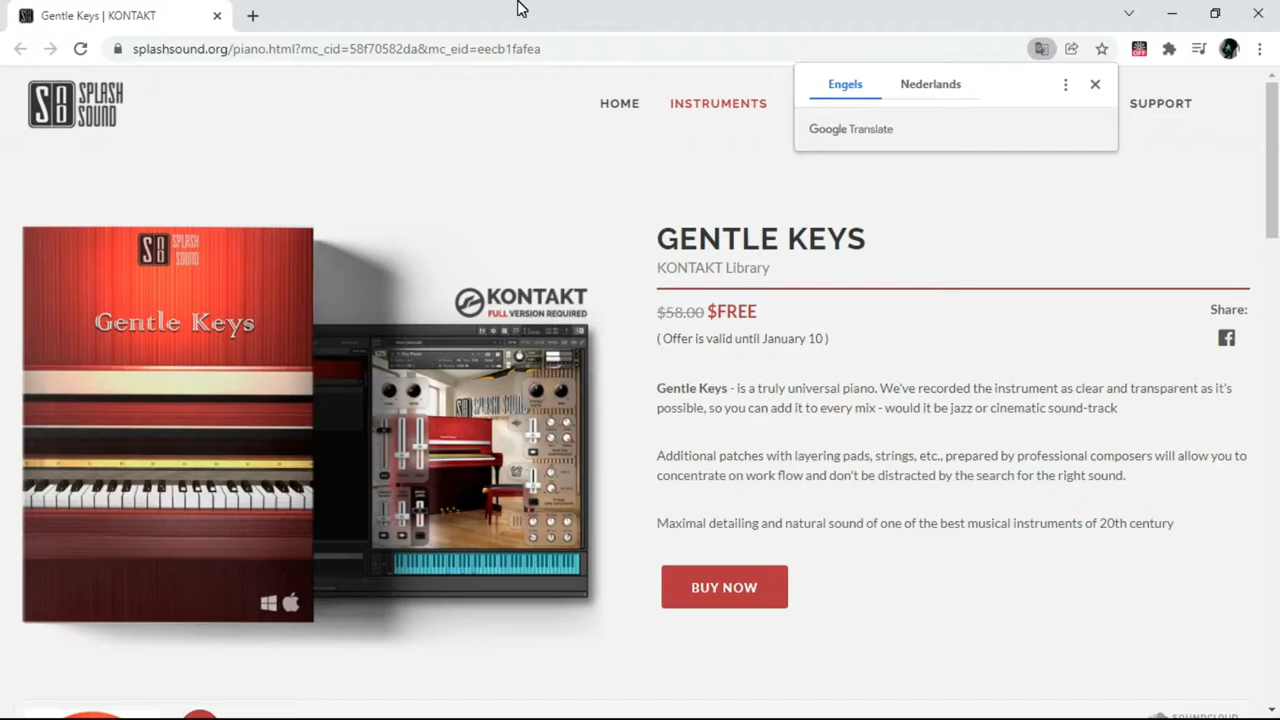 Gentle Keys | KONTAKT
splashsound.org/piano.html?mc_cid=58f70582da&mc_eid=eecb1fafea
OFF
Engels
Nederlands
Google Translate
SPLASH
SOUND
HOME
INSTRUMENTS
SUPPORT
SPLASH
SOUND
Gentle Keys
KONTAKT
FULL VERSION REQUIRED
SPLASH SOUND
GENTLE KEYS
KONTAKT Library
$58.00 $FREE
Share:
( Offer is valid until January 10 )
Gentle Keys - is a truly universal piano. We've recorded the instrument as clear and transparent as it's
possible, so you can add it to every mix - would it be jazz or cinematic sound-track
Additional patches with layering pads, strings, etc., prepared by professional composers will allow you to
concentrate on work flow and don't be distracted by the search for the right sound.
Maximal detailing and natural sound of one of the best musical instruments of 20th century
BUY NOW
SOUNDCLOUD